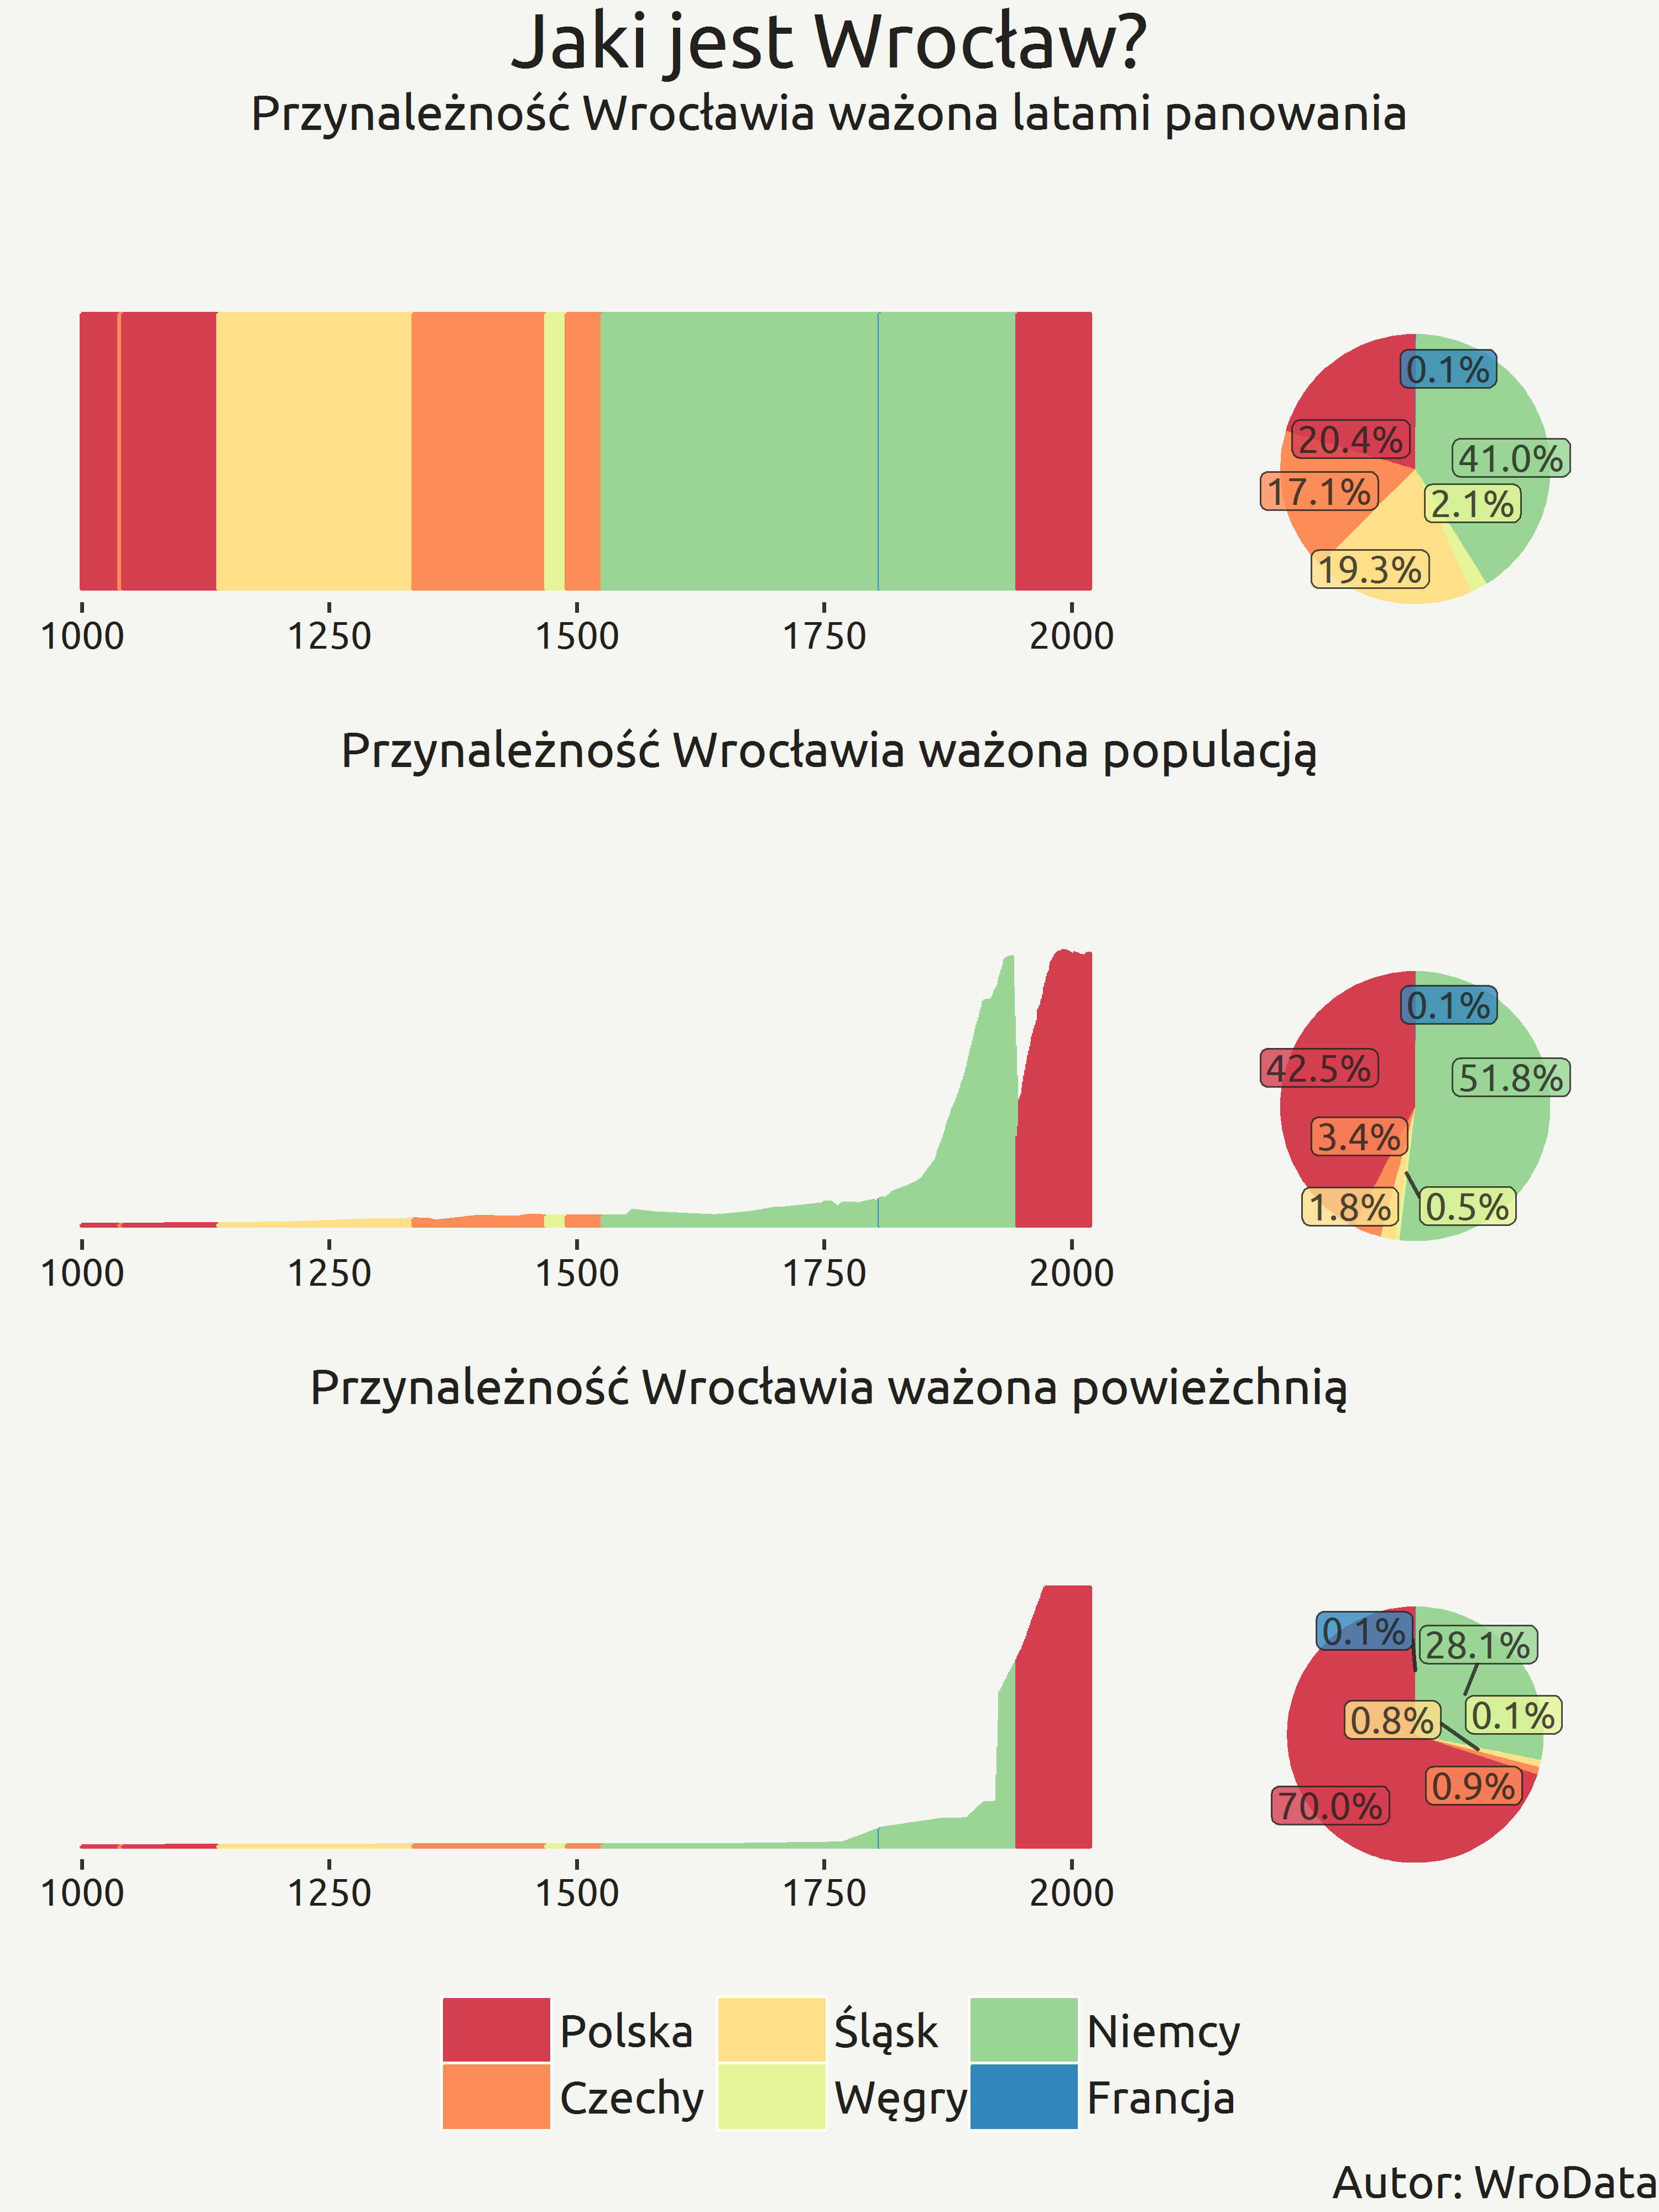 Jaki jest Wrocław?
Przynależność Wrocławia ważona latami panowania
0.1%
20.4%
41.0%
17.1%
2.1%
19.3%
1000 1250 1500 1750 2000
Przynależność Wrocławia ważona populacją
0.1%
42.5%
51.8%
3.4%
1.8%
0.5%
1000 1250 1500 1750 2000
Przynależność Wrocławia ważona powieżchnią
0.1%
28.1%
0.8%
0.1%
0.9%
70.0%
1000 1250 1500 1750 2000
Polska Śląsk Niemcy
Czechy Węgry Francja
Autor: WroData